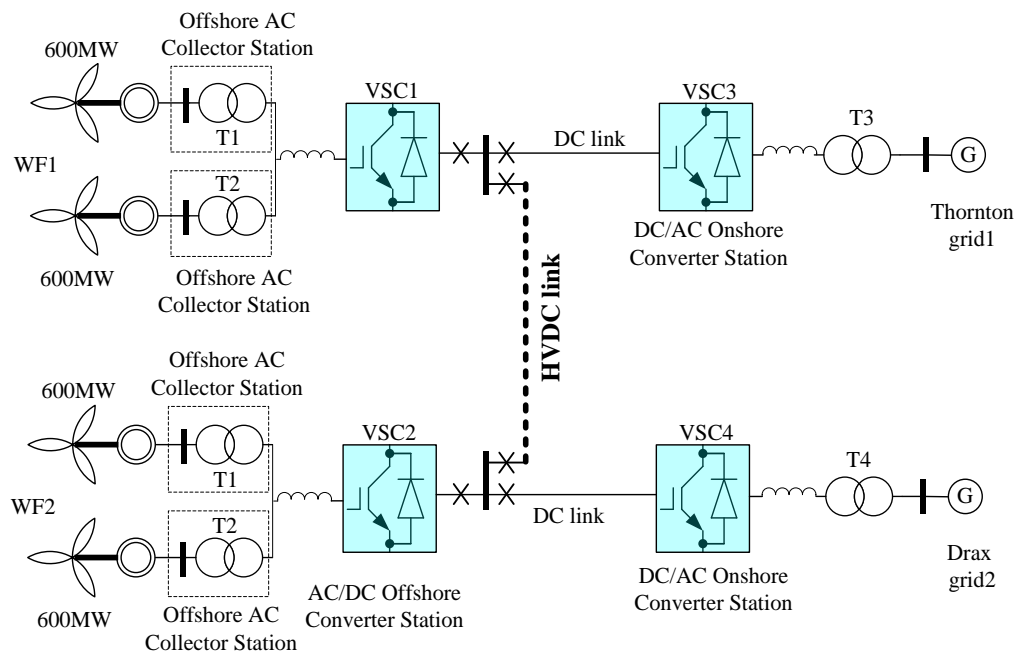 Offshore AC
Collector Station
600MW
T1
WF1
T2
600MW
Offshore AC
Collector Station
VSC1
DC link
VSC3
DC/AC Onshore
Converter Station
T3
G
Thornton
grid1
HVDC link
Offshore AC
Collector Station
600MW
T1
WF2
T2
600MW
Offshore AC
Collector Station
VSC2
AC/DC Offshore
Converter Station
DC link
VSC4
DC/AC Onshore
Converter Station
T4
G
Drax
grid2